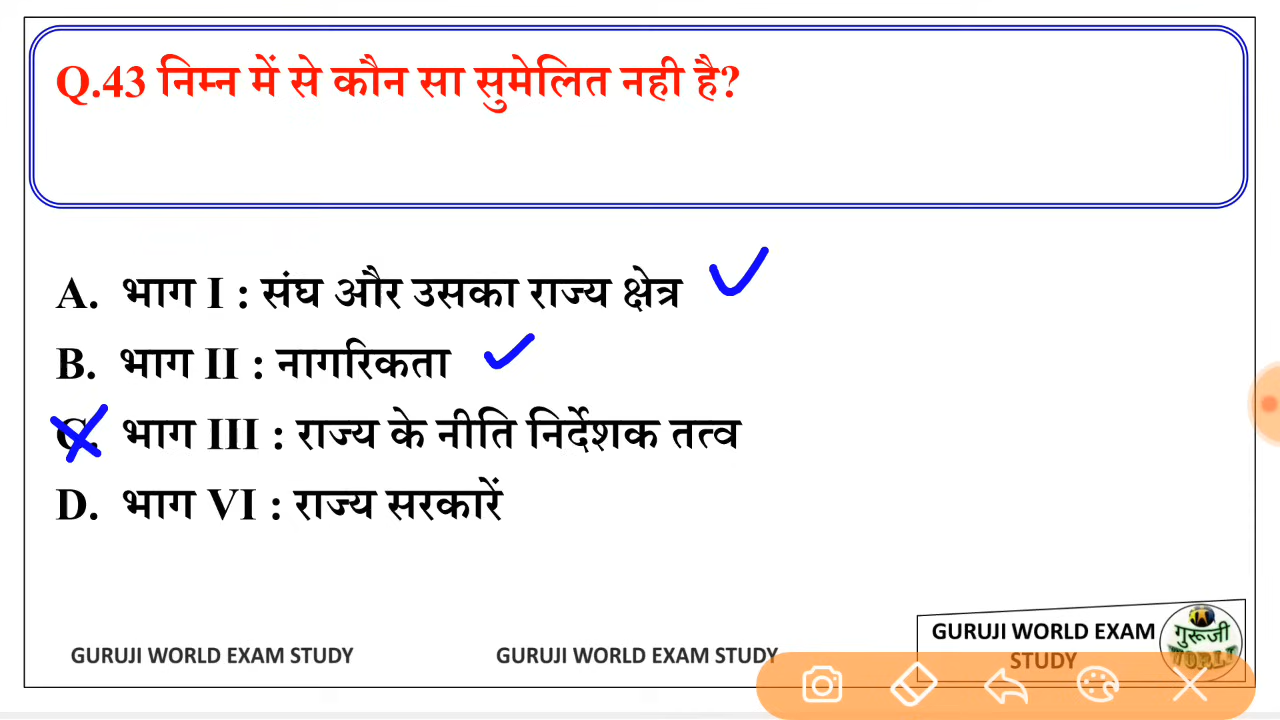 Q.43 निम्न में से कौन सा सुमेलित नही है?
A. भाग I : संघ और उसका राज्य क्षेत्र
B. भाग II : नागरिकता
C. भाग III : राज्य के नीति निर्देशक तत्व
D. भाग VI : राज्य सरकारें
GURUJI WORLD EXAM STUDY
GURUJI WORLD EXAM STUDY
GURUJI WORLD EXAM
STUDY
गुरूजी
WORLD